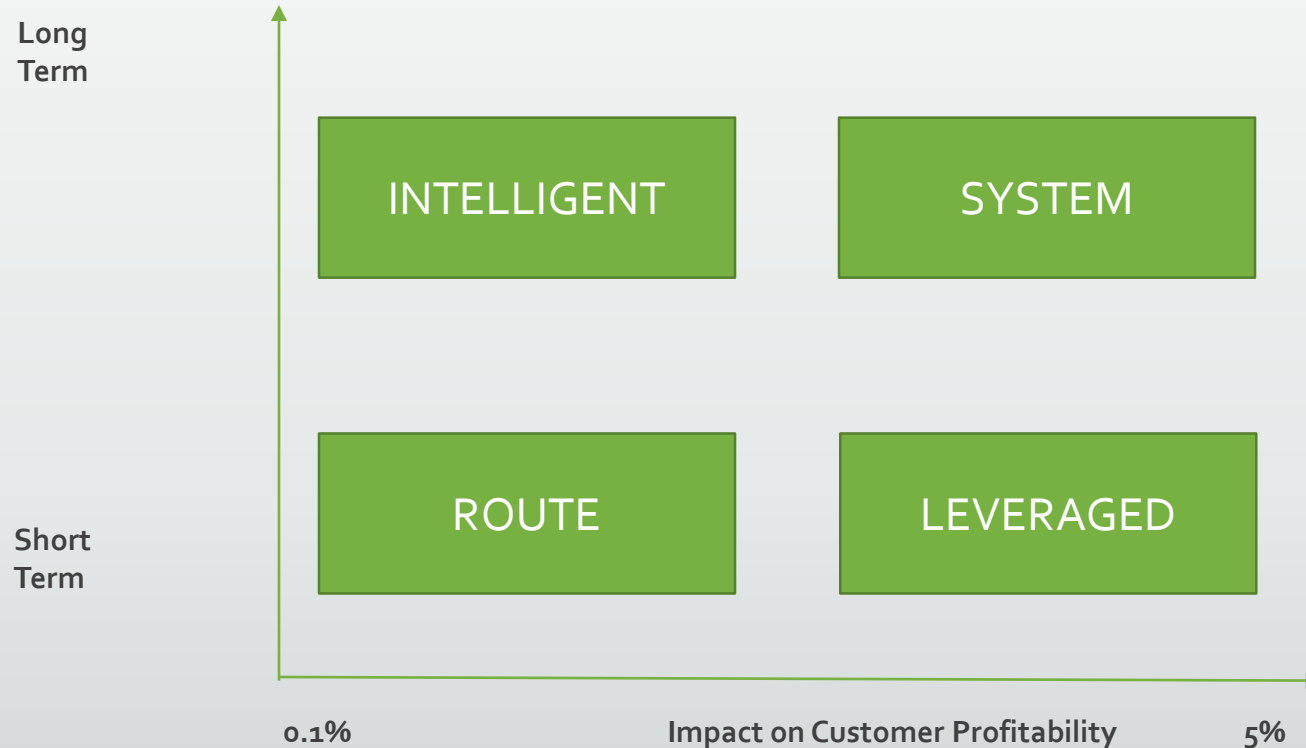 Long
Term
INTELLIGENT
SYSTEM
ROUTE
LEVERAGED
Short
Term
0.1%
Impact on Customer Profitability
5%